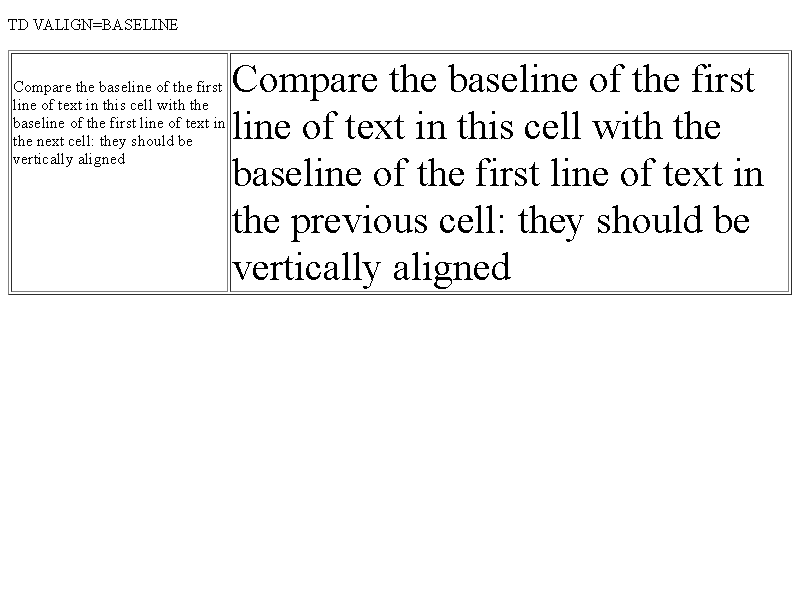 TD VALIGN=BASELINE
Compare the baseline of the first
line of text in this cell with the
baseline of the first line of text in
the next cell: they should be
vertically aligned
Compare the baseline of the first
line of text in this cell with the
baseline of the first line of text in
the previous cell: they should be
vertically aligned